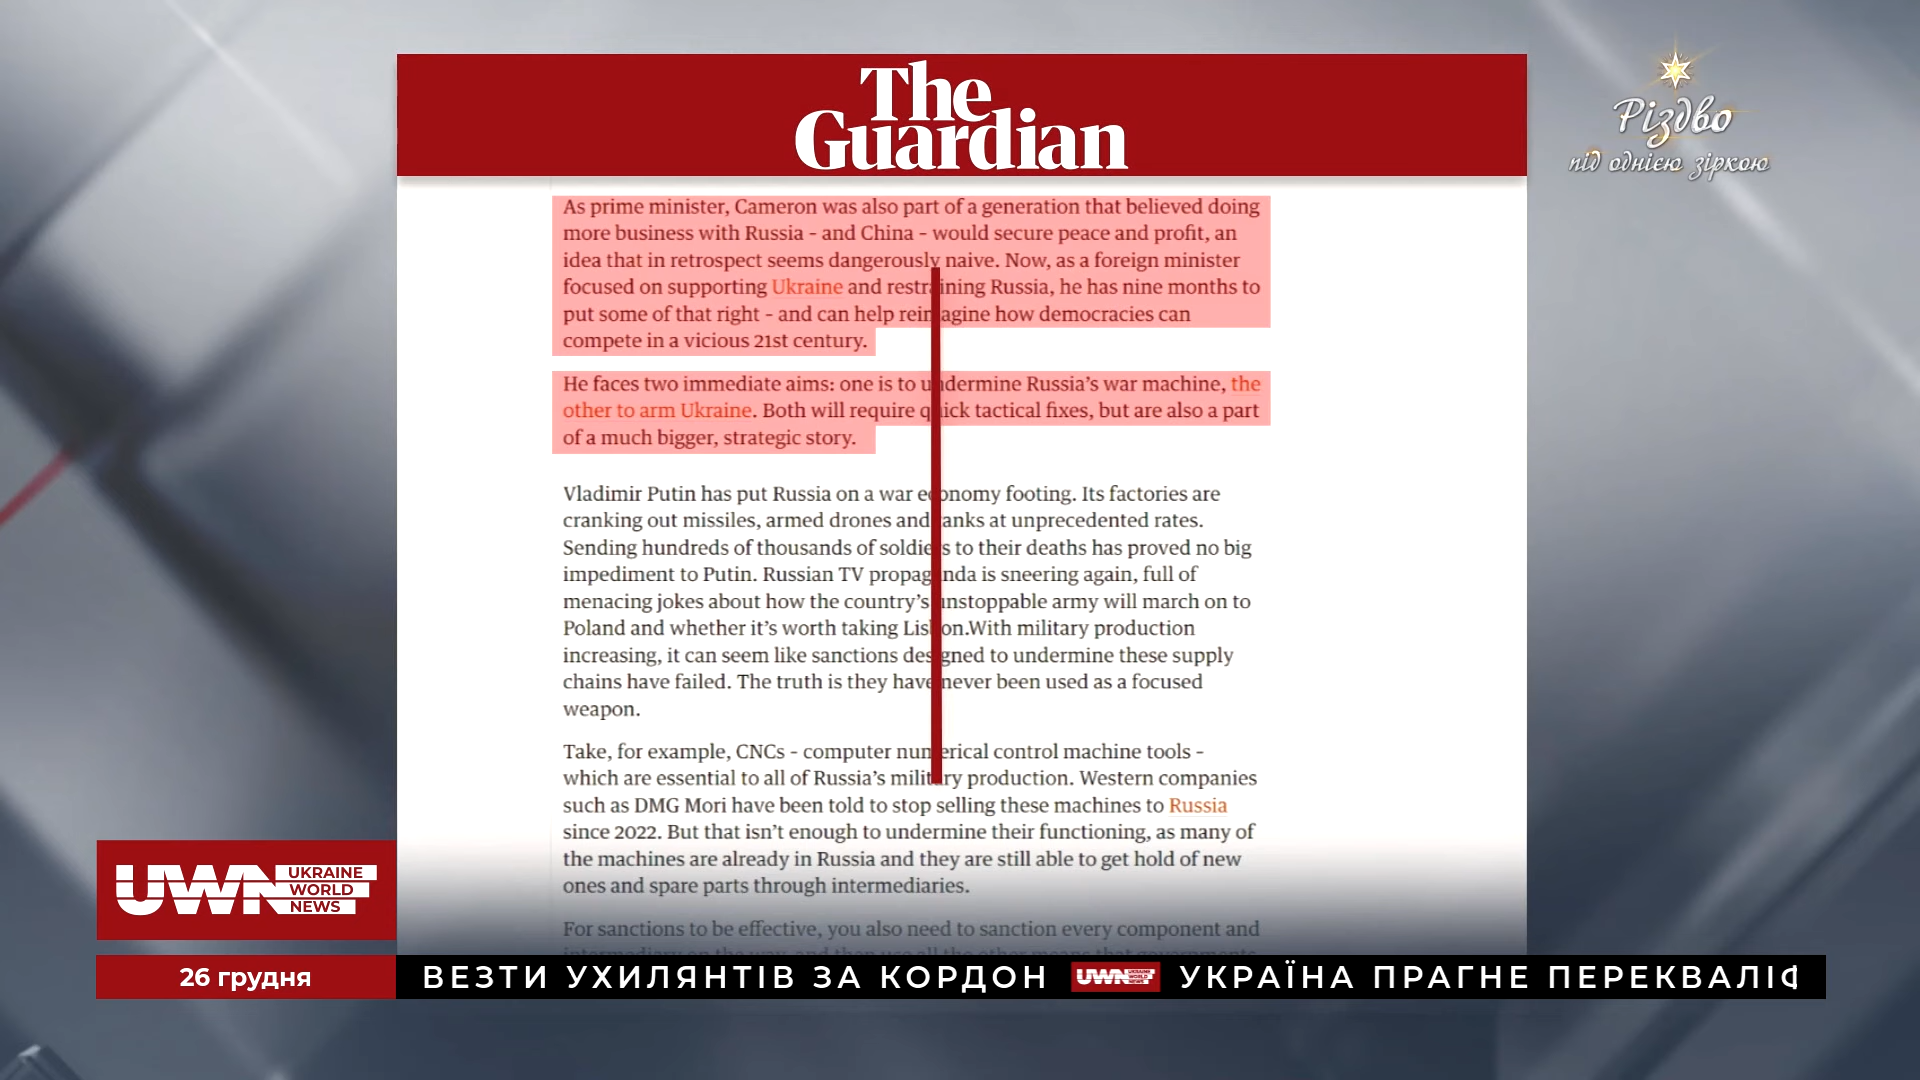 The
Guardian
Різдво
під однією зіркою
As prime minister, Cameron was also part of a generation that believed doing
more business with Russia – and China – would secure peace and profit, an
idea that in retrospect seems dangerously naive. Now, as a foreign minister
focused on supporting Ukraine and restraining Russia, he has nine months to
put some of that right – and can help reimagine how democracies can
compete in a vicious 21st century.
He faces two immediate aims: one is to undermine Russia’s war machine, the
other to arm Ukraine. Both will require quick tactical fixes, but are also a part
of a much bigger, strategic story.
Vladimir Putin has put Russia on a war economy footing. Its factories are
cranking out missiles, armed drones and tanks at unprecedented rates.
Sending hundreds of thousands of soldiers to their deaths has proved no big
impediment to Putin. Russian TV propaganda is sneering again, full of
menacing jokes about how the country’s unstoppable army will march on to
Poland and whether it’s worth taking Lisbon.With military production
increasing, it can seem like sanctions designed to undermine these supply
chains have failed. The truth is they have never been used as a focused
weapon.
Take, for example, CNCs – computer numerical control machine tools –
which are essential to all of Russia’s military production. Western companies
such as DMG Mori have been told to stop selling these machines to Russia
since 2022. But that isn’t enough to undermine their functioning, as many of
the machines are already in Russia and they are still able to get hold of new
ones and spare parts through intermediaries.
For sanctions to be effective, you also need to sanction every component and
UWN UKRAINE
WORLD
NEWS
26 грудня
ВЕЗТИ УХИЛЯНТІВ ЗА КОРДОН UWN УКРАЇНА ПРАГНЕ